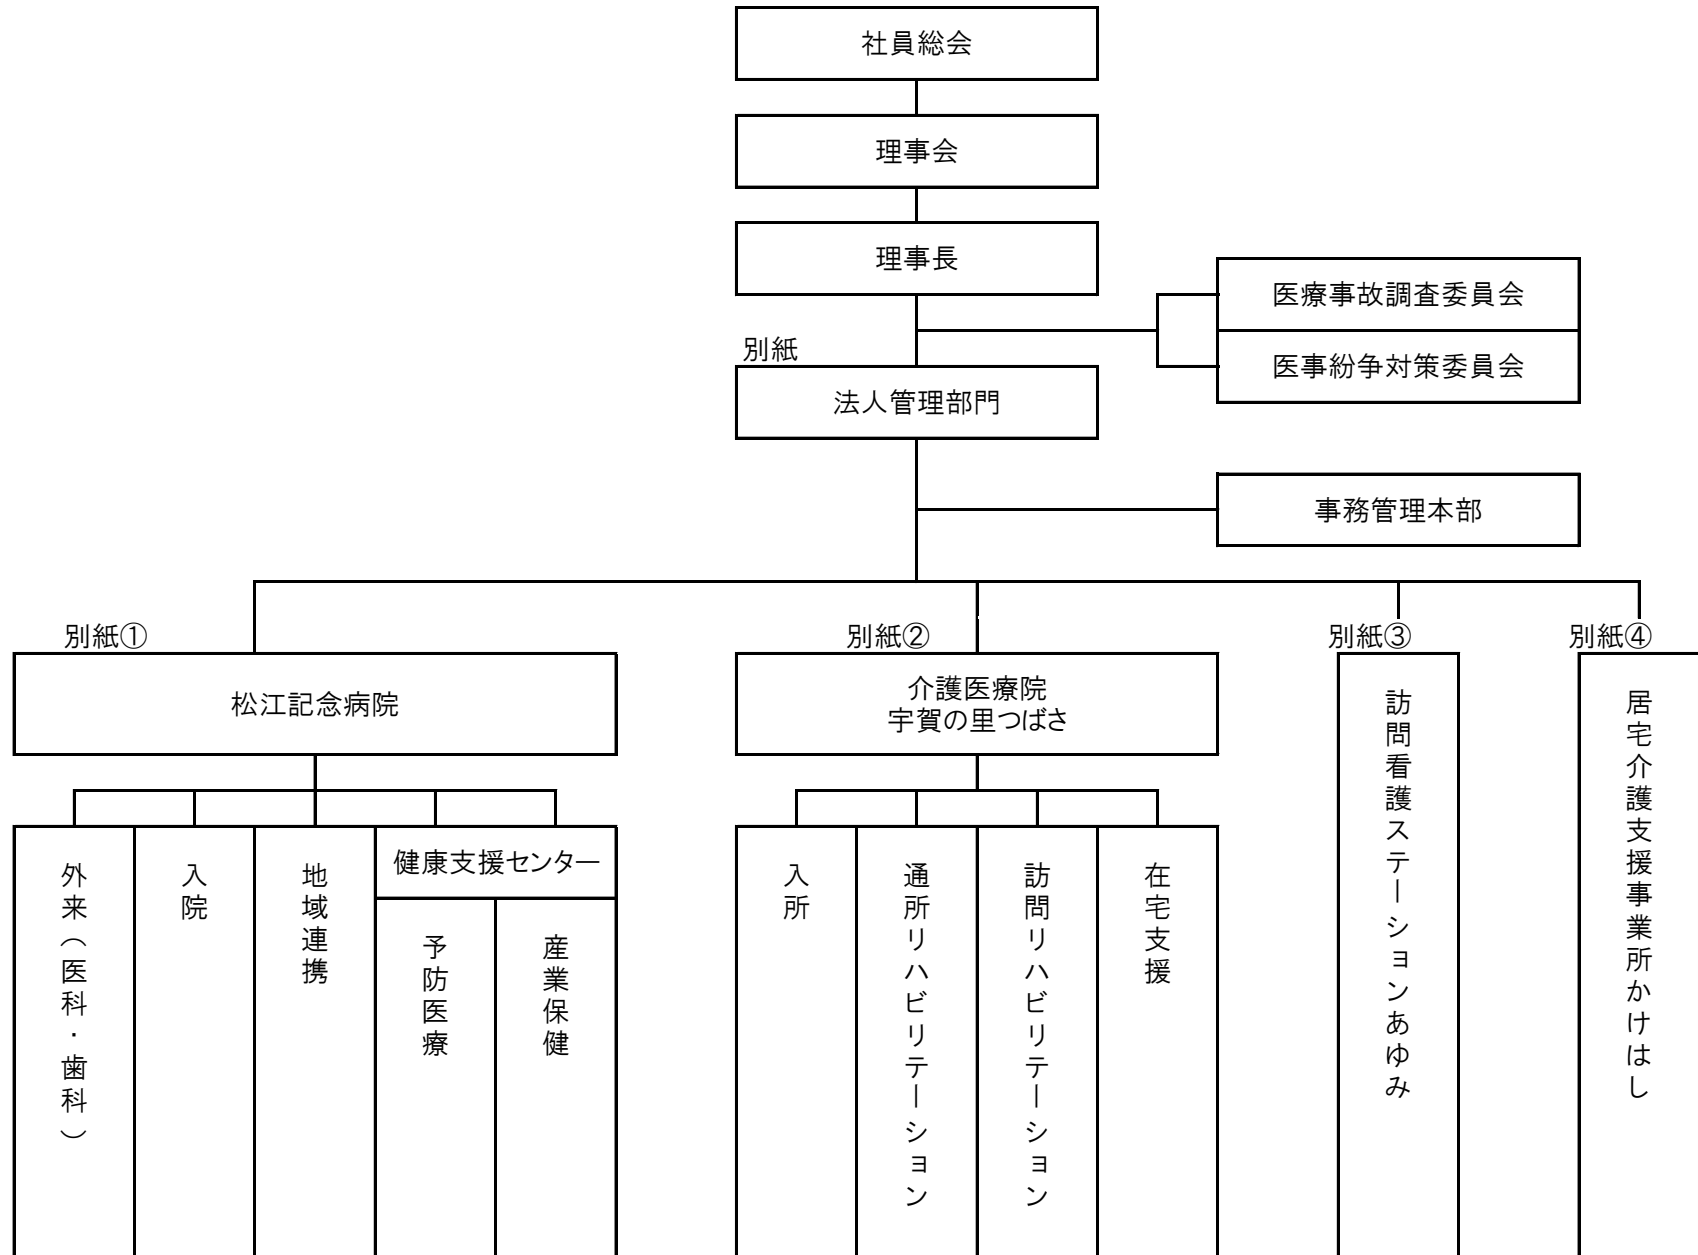 社員総会
理事会
理事長
医療事故調査委員会
医事紛争対策委員会
別紙
法人管理部門
事務管理本部
別紙①
別紙②
別紙③
別紙④
松江記念病院
介護医療院
宇賀の里つばさ
訪問看護ステーションあゆみ
居宅介護支援事業所かけはし
外来（医科・歯科）
入院
地域連携
健康支援センター
予防医療
産業保健
入所
通所リハビリテーション
訪問リハビリテーション
在宅支援